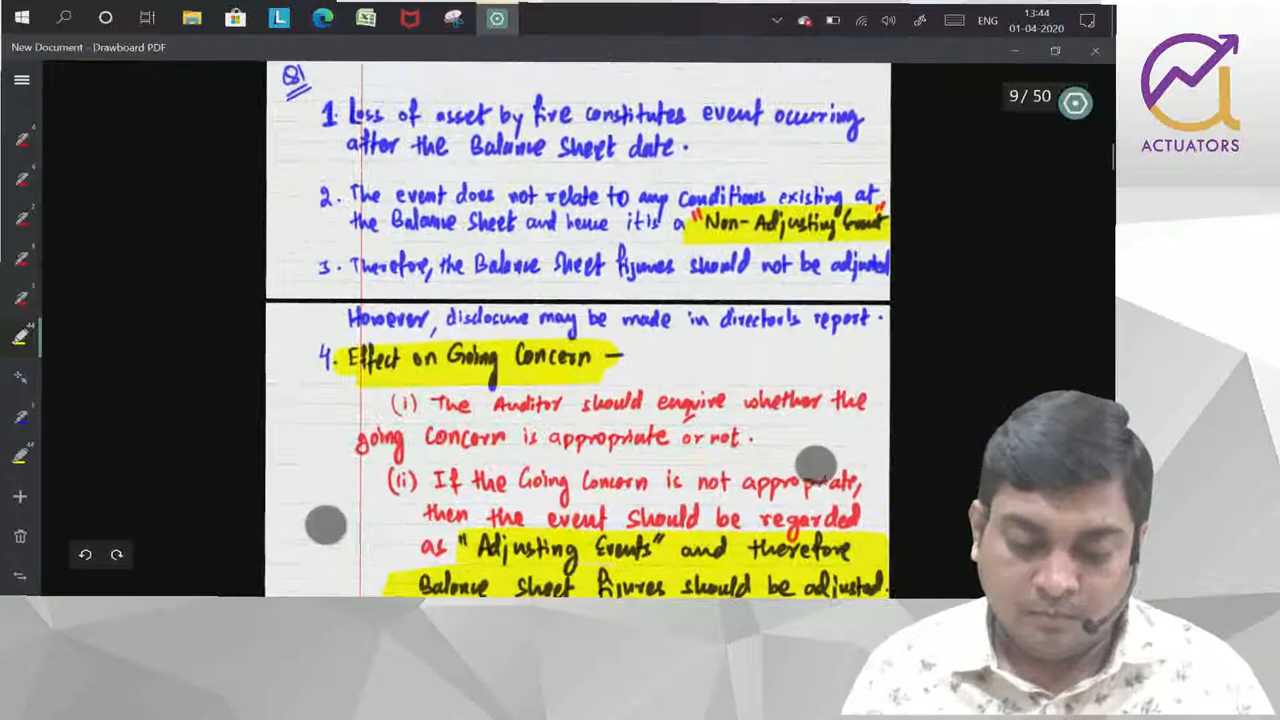 13:44
ENG
01-04-2020
New Document - Drawboard PDF
9 / 50
ACTUATORS
Q1
1. Loss of asset by fire constitutes event ocurring
after the Balance Sheet date.
2. The event does not relate to any conditions existing at
the Balance Sheet and hence it is a "Non-Adjusting Event"
3. Therefore, the Balance Sheet figures should not be adjusted
However, disclosure may be made in director's report.
4. Effect on Going Concern —
(i) The Auditor should enquire whether the
going Concern is appropriate or not.
(ii) If the Going Concern is not appropriate,
then the event should be regarded
as "Adjusting Events" and therefore
Balance sheet figures should be adjusted.